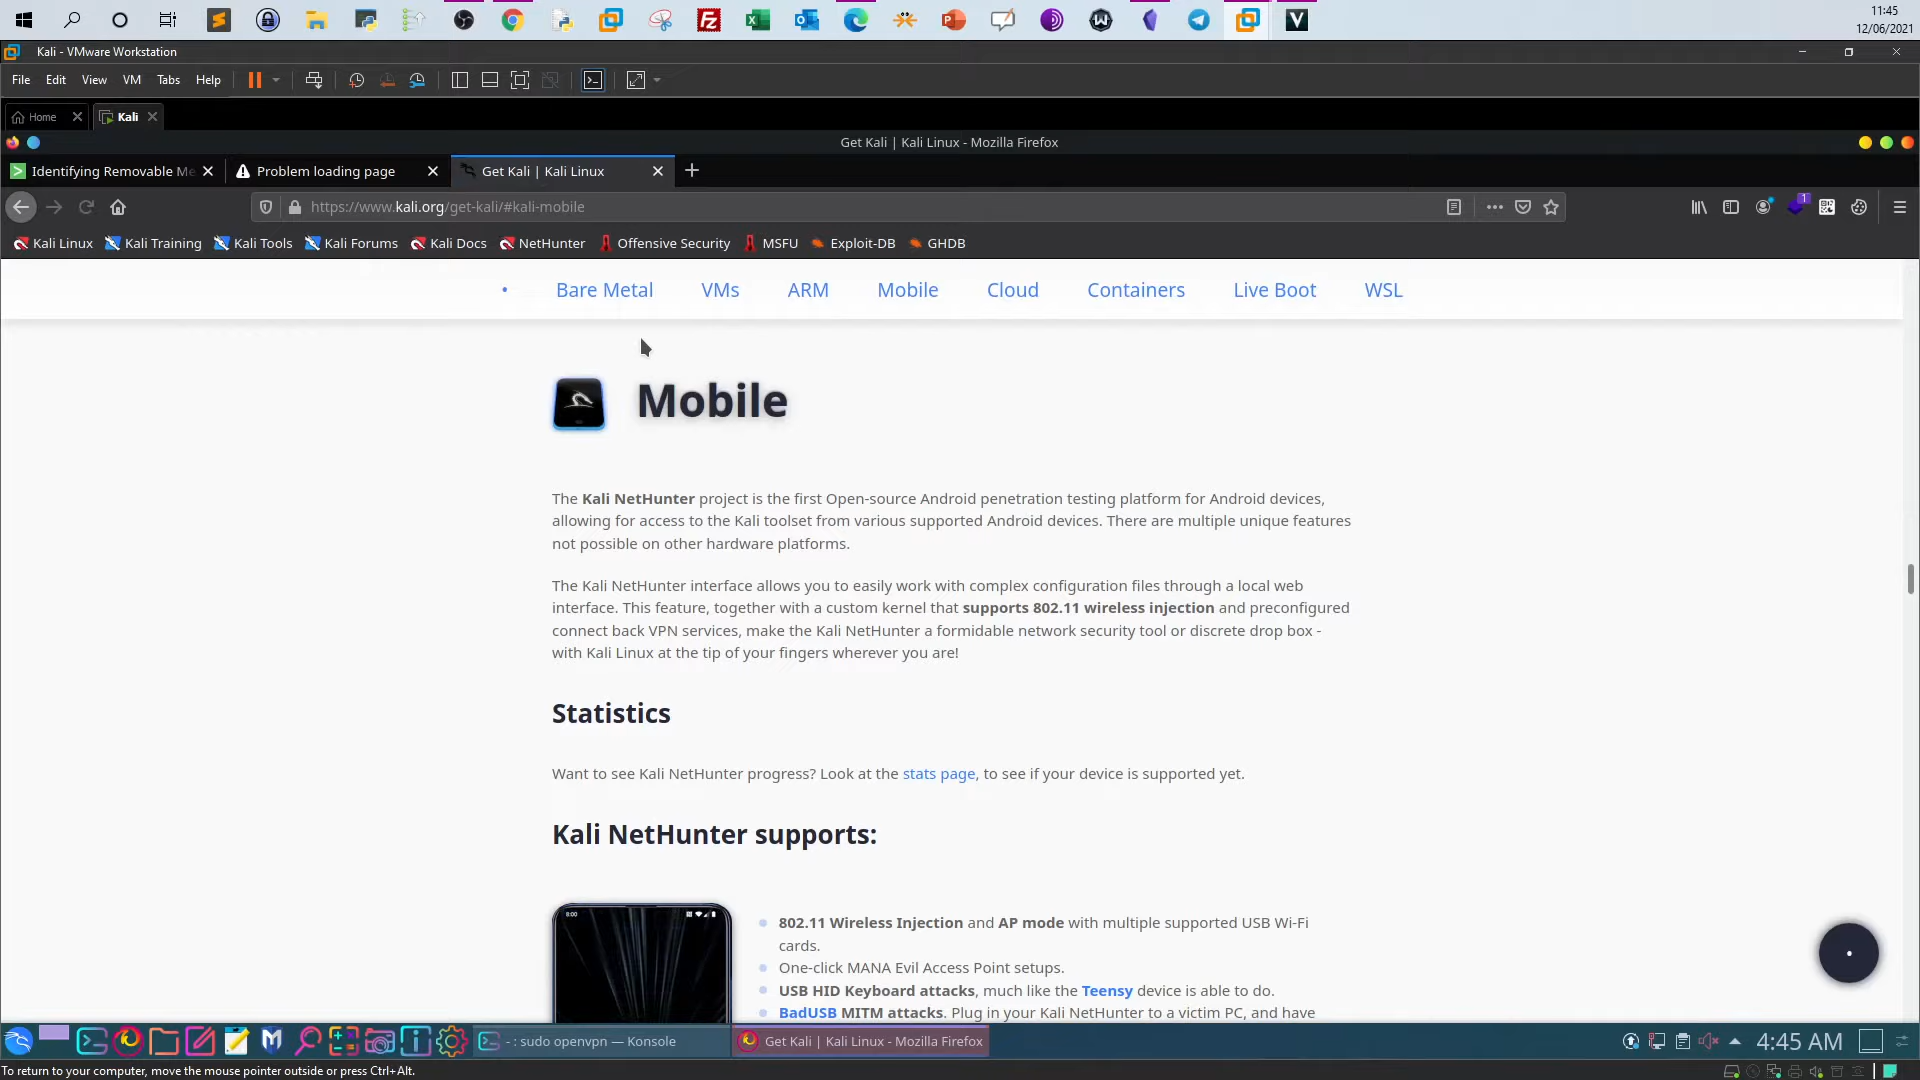 11:45
12/06/2021
Kali - VMware Workstation
File Edit View VM Tabs Help
Home Kali
Get Kali | Kali Linux - Mozilla Firefox
Identifying Removable Me
Problem loading page
Get Kali | Kali Linux
https://www.kali.org/get-kali/#kali-mobile
1
Kali Linux Kali Training Kali Tools Kali Forums Kali Docs NetHunter Offensive Security MSFU Exploit-DB GHDB
• Bare Metal VMs ARM Mobile Cloud Containers Live Boot WSL
Mobile
The Kali NetHunter project is the first Open-source Android penetration testing platform for Android devices,
allowing for access to the Kali toolset from various supported Android devices. There are multiple unique features
not possible on other hardware platforms.
The Kali NetHunter interface allows you to easily work with complex configuration files through a local web
interface. This feature, together with a custom kernel that supports 802.11 wireless injection and preconfigured
connect back VPN services, make the Kali NetHunter a formidable network security tool or discrete drop box -
with Kali Linux at the tip of your fingers wherever you are!
Statistics
Want to see Kali NetHunter progress? Look at the stats page, to see if your device is supported yet.
Kali NetHunter supports:
8:00
802.11 Wireless Injection and AP mode with multiple supported USB Wi-Fi
cards.
One-click MANA Evil Access Point setups.
USB HID Keyboard attacks, much like the Teensy device is able to do.
BadUSB MITM attacks. Plug in your Kali NetHunter to a victim PC, and have
- : sudo openvpn — Konsole
Get Kali | Kali Linux - Mozilla Firefox
4:45 AM
To return to your computer, move the mouse pointer outside or press Ctrl+Alt.